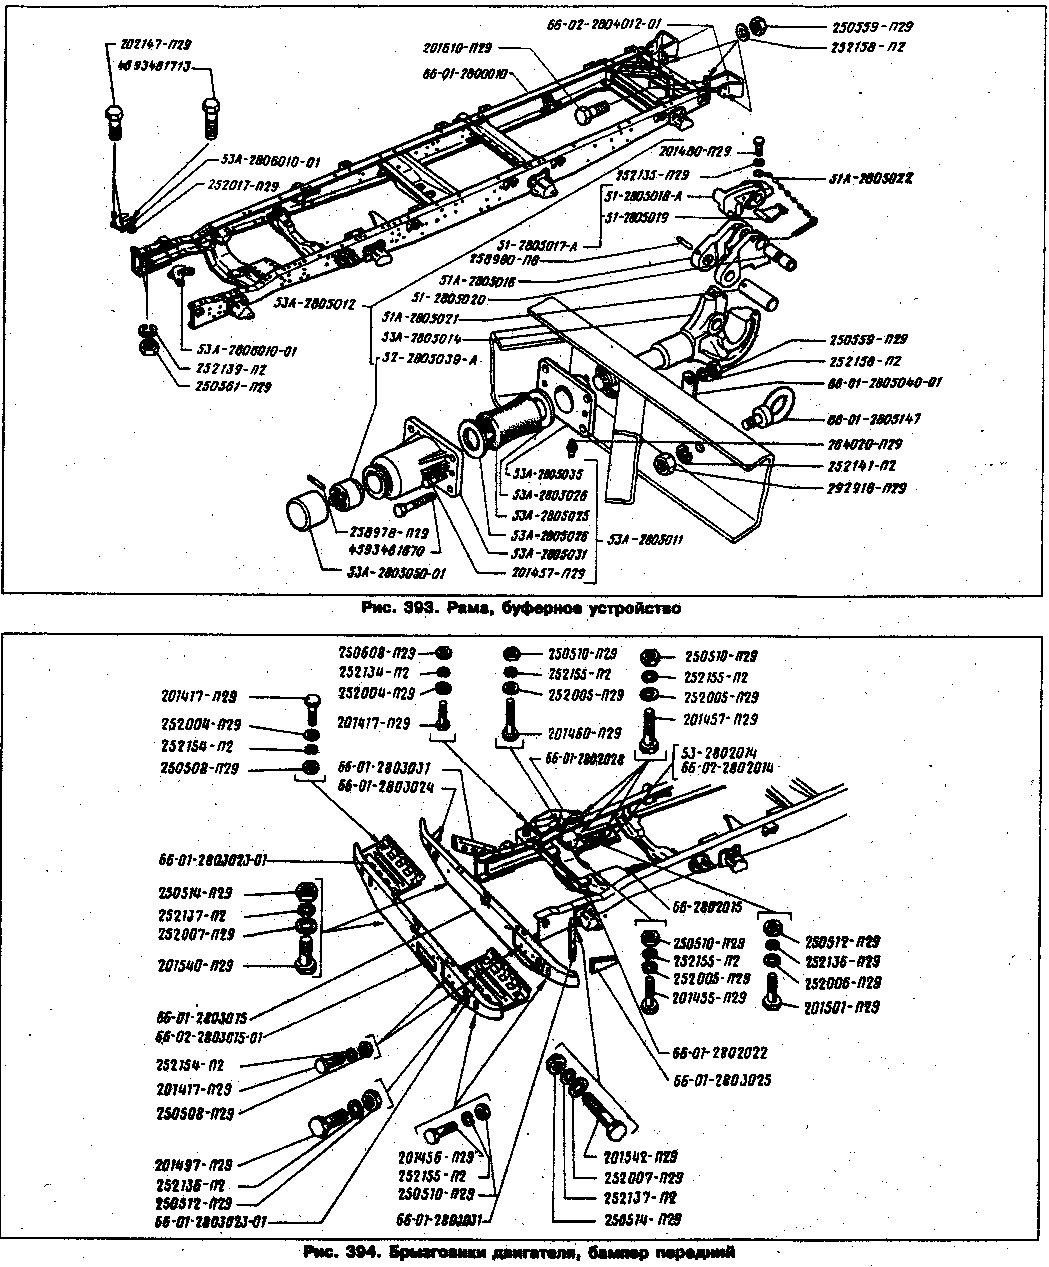 202147-П29
4593461713
53А-2806010-01
252017-П29
201610-П29
66-01-2800010
66-02-2804012-01
250559-П29
252158-П2
201480-П29
252135-П29
51-2805018-А
51-2805019
51А-2805022
51-2805017-А
258980-П8
51А-2805016
51-2805020
53А-2805012
51А-2805021
53А-2805014
52-2805039-А
53А-2806010-01
252139-П2
250561-П29
250559-П29
252158-П2
66-01-2805040-01
66-01-2805147
264020-П29
252141-П2
292918-П29
53А-2805035
53А-2805026
53А-2805025
53А-2805026
53А-2805031
201457-П29
53А-2805011
258978-П29
4593461870
53А-2805050-01
Рис. 393. Рама, буферное устройство
250608-П29
252134-П2
252004-П29
201417-П29
250510-П29
252155-П2
252005-П29
201460-П29
250510-П29
252155-П2
252005-П29
201457-П29
201417-П29
252004-П29
252154-П2
250508-П29
66-01-2803031
66-01-2803024
66-01-2802028
53-2802014
66-02-2802014
66-01-2803023-01
250514-П29
252137-П2
252007-П29
201540-П29
66-01-2803015
66-02-2803015-01
252154-П2
201417-П29
250508-П29
201497-П29
252136-П2
250512-П29
66-01-2803023-01
66-2802015
250510-П29
252155-П2
252005-П29
201455-П29
250512-П29
252136-П29
252006-П29
201501-П29
66-01-2802022
66-01-2803025
201456-П29
252155-П2
250510-П29
66-01-2803031
201542-П29
252007-П29
252137-П2
250514-П29
Рис. 394. Брызговики двигателя, бампер передний